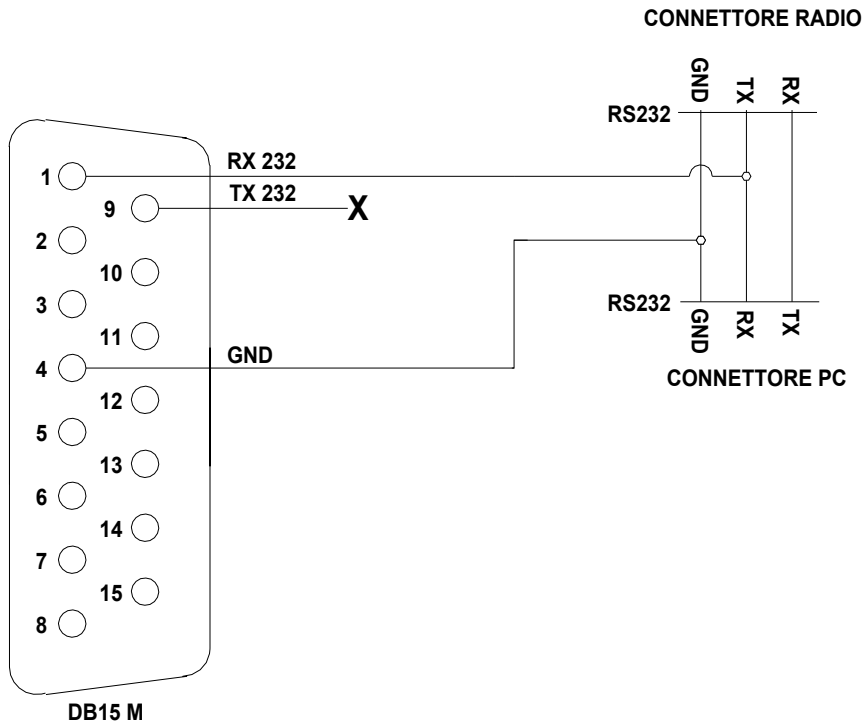 CONNETTORE RADIO
GND TX RX
RS232
1 RX 232
9 TX 232 X
2
10
3
11
RS232
GND RX TX
4 GND
CONNETTORE PC
12
5
13
6
14
7
15
8
DB15 M